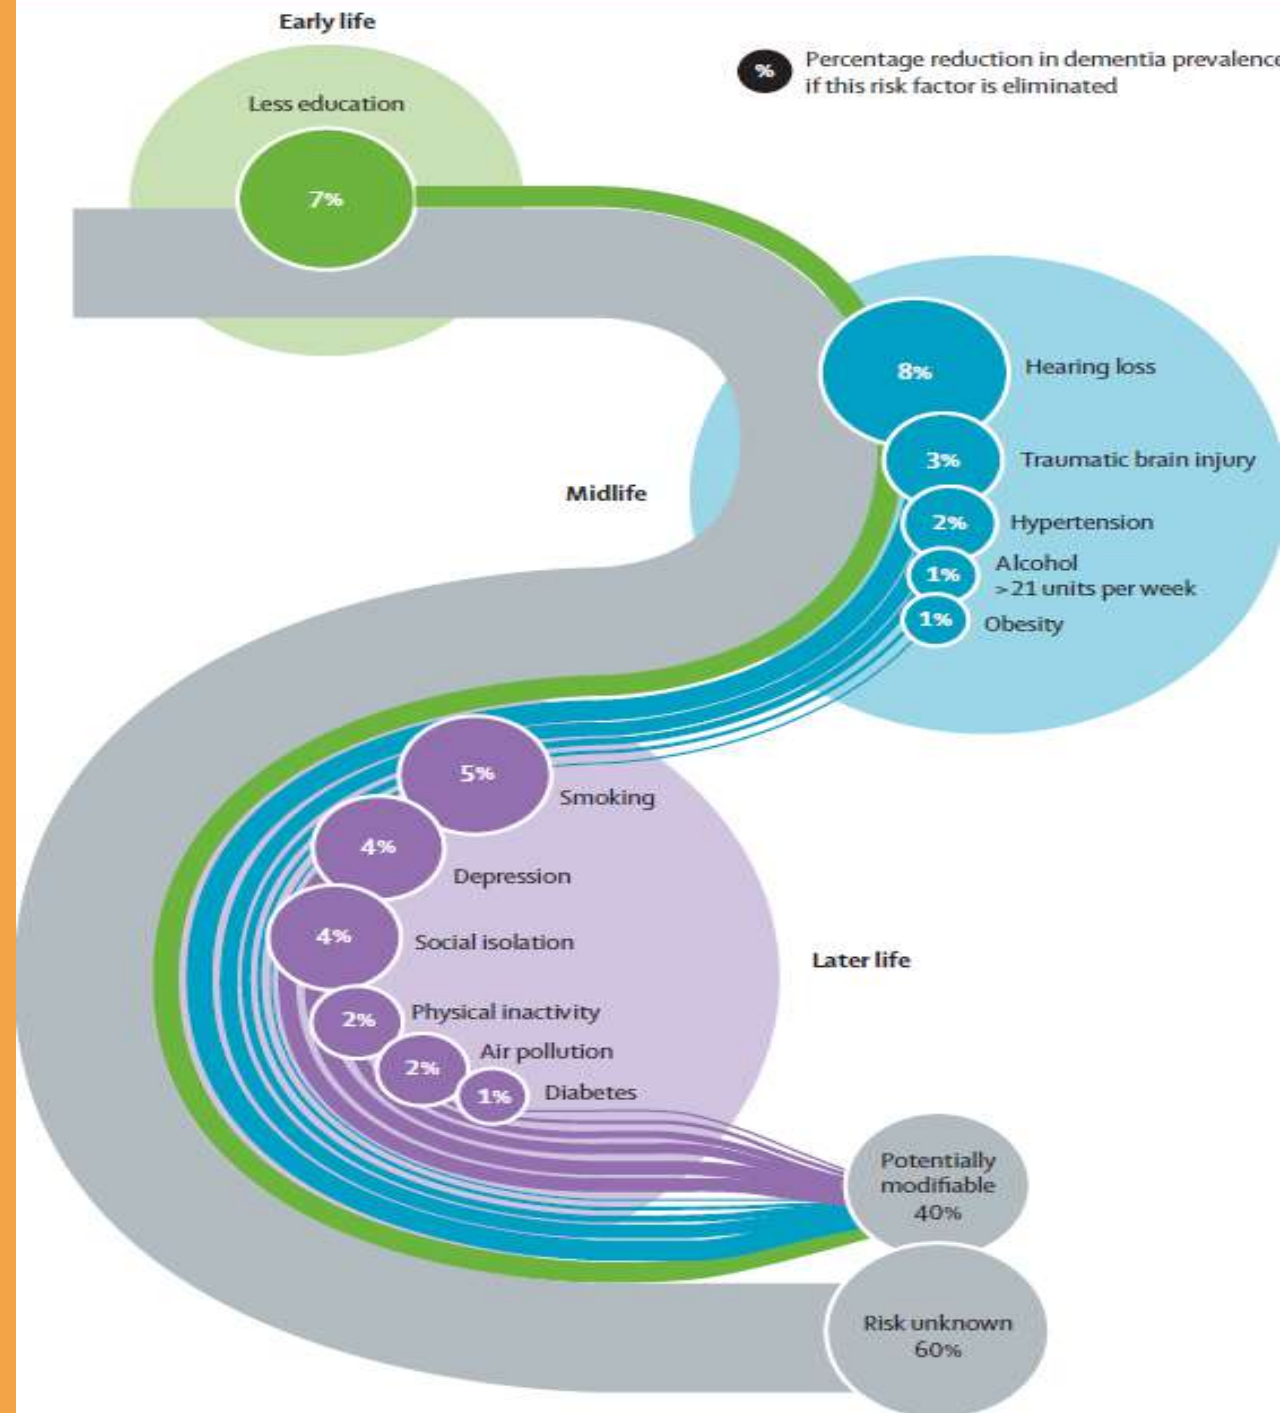 Early life
% Percentage reduction in dementia prevalence
if this risk factor is eliminated
Less education
7%
8% Hearing loss
3% Traumatic brain injury
Midlife
2% Hypertension
1% Alcohol
>21 units per week
1% Obesity
5%
Smoking
4%
Depression
4% Social isolation
Later life
2% Physical inactivity
2% Air pollution
1% Diabetes
Potentially
modifiable
40%
Risk unknown
60%